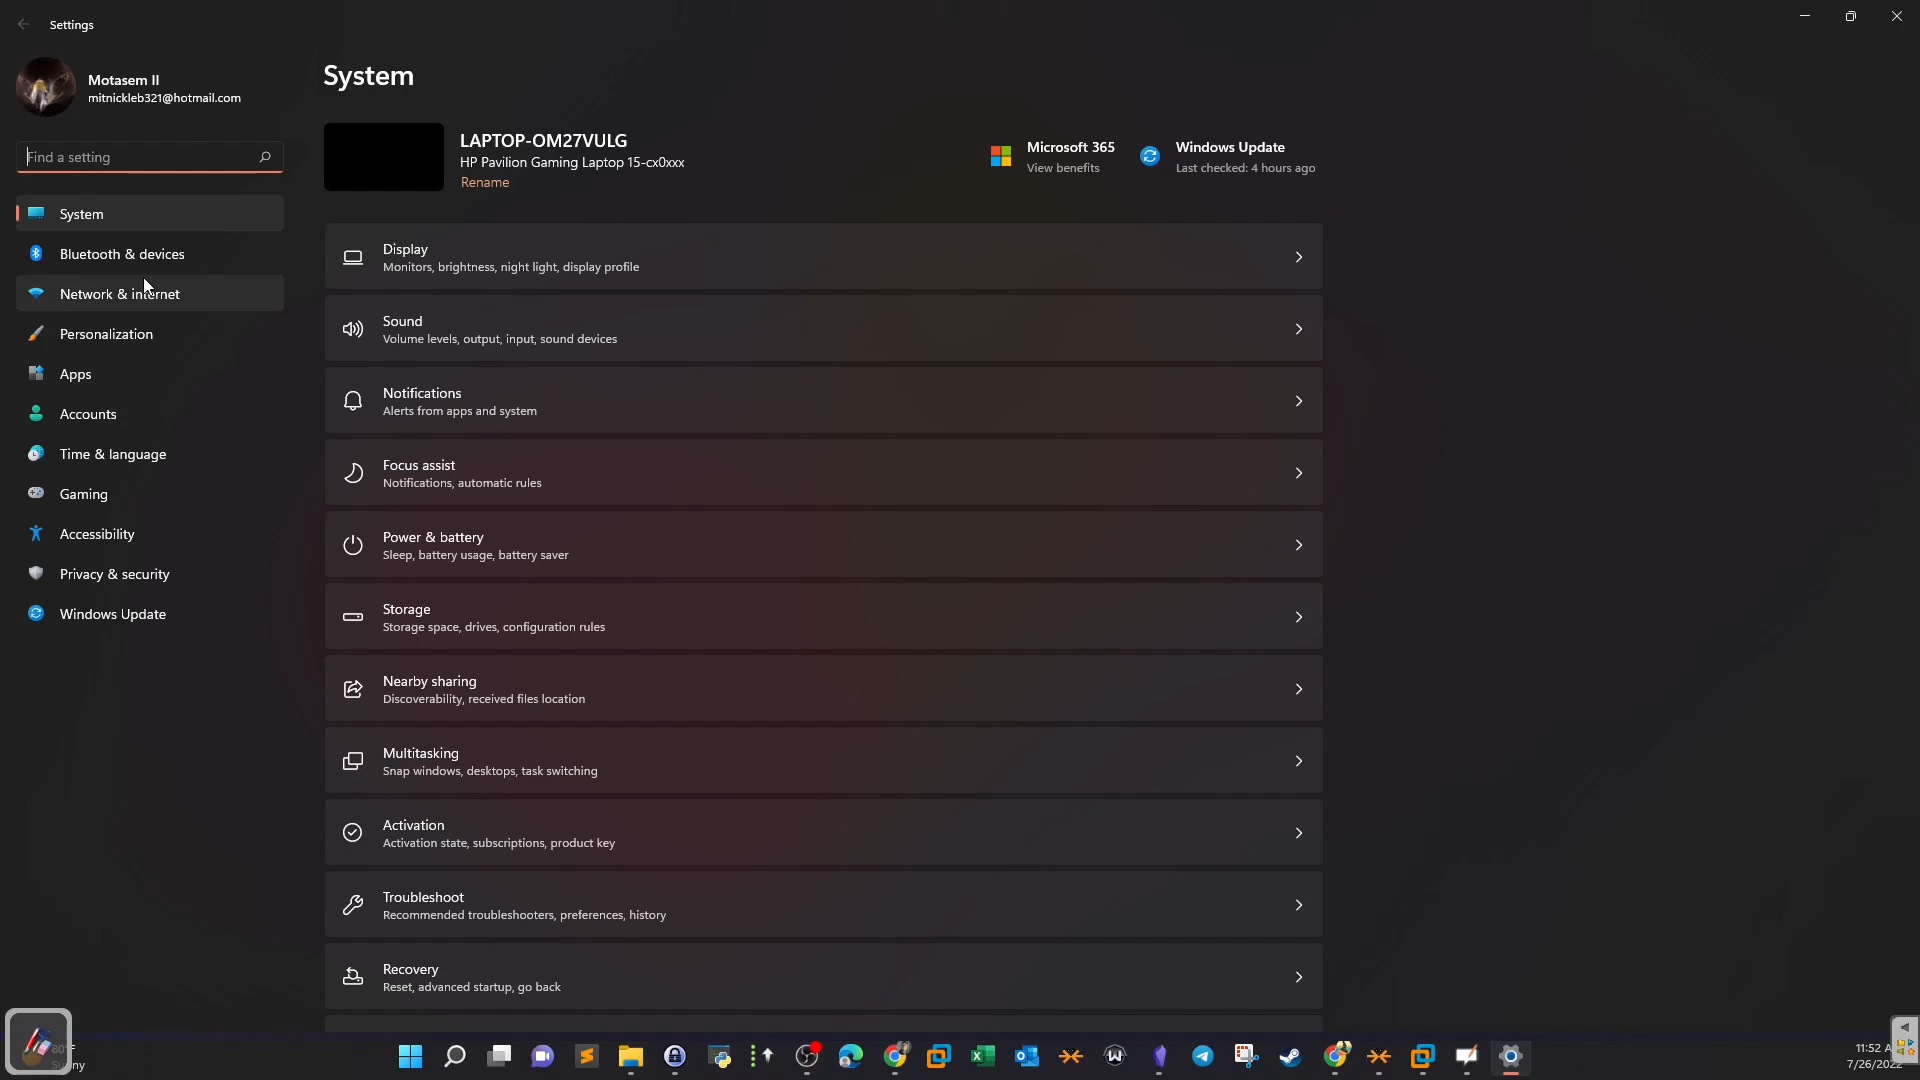 Settings
Motasem II
mitnickleb321@hotmail.com
Find a setting
System
Bluetooth & devices
Network & internet
Personalization
Apps
Accounts
Time & language
Gaming
Accessibility
Privacy & security
Windows Update
System
LAPTOP-OM27VULG
HP Pavilion Gaming Laptop 15-cx0xxx
Rename
Microsoft 365
View benefits
Windows Update
Last checked: 4 hours ago
Display
Monitors, brightness, night light, display profile
Sound
Volume levels, output, input, sound devices
Notifications
Alerts from apps and system
Focus assist
Notifications, automatic rules
Power & battery
Sleep, battery usage, battery saver
Storage
Storage space, drives, configuration rules
Nearby sharing
Discoverability, received files location
Multitasking
Snap windows, desktops, task switching
Activation
Activation state, subscriptions, product key
Troubleshoot
Recommended troubleshooters, preferences, history
Recovery
Reset, advanced startup, go back
80°F
11:52
7/26/2022